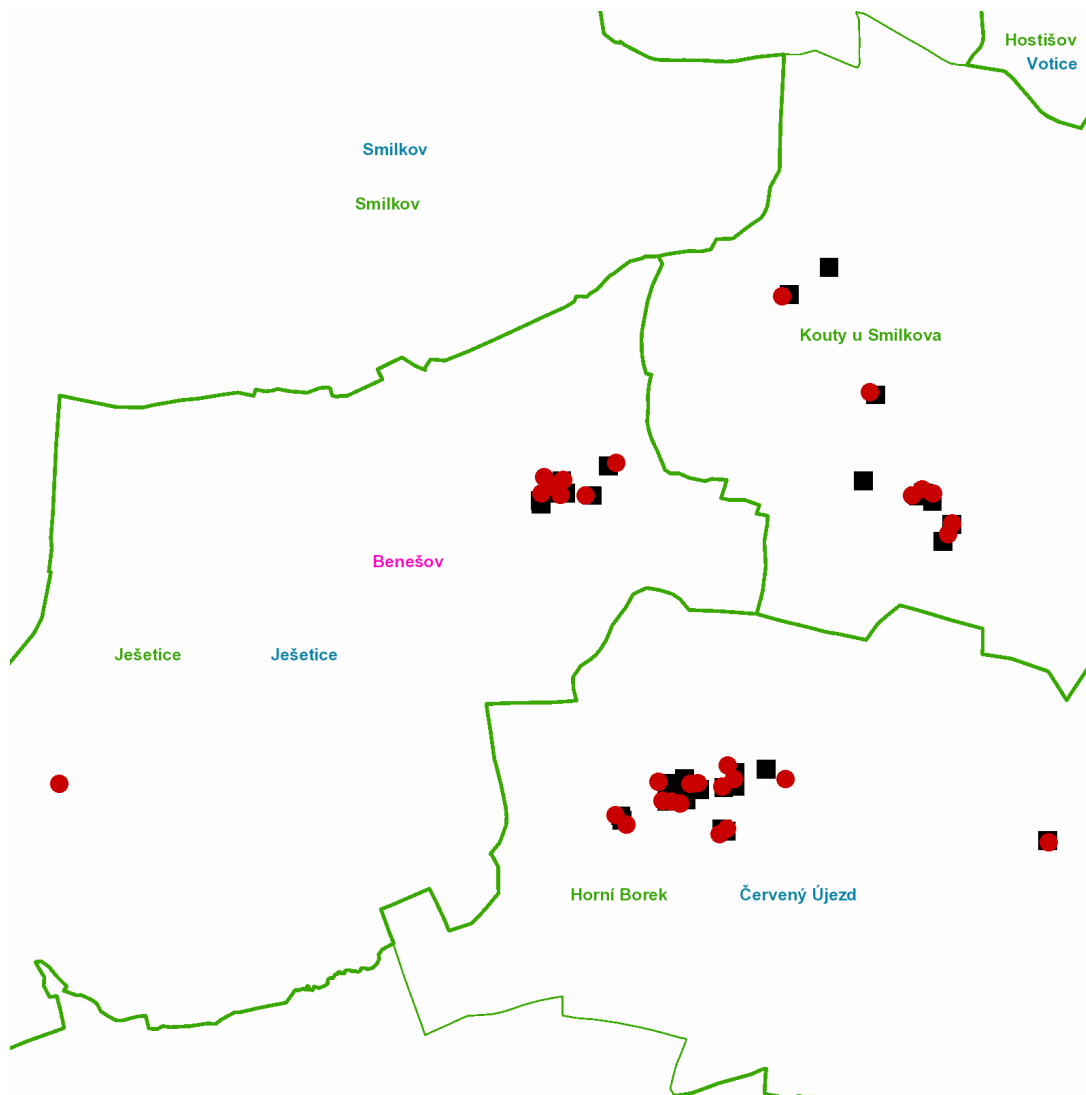 Hostišov
Votice
Smilkov
Smilkov
Kouty u Smilkova
Benešov
Ješetice
Ješetice
Horní Borek
Červený Újezd